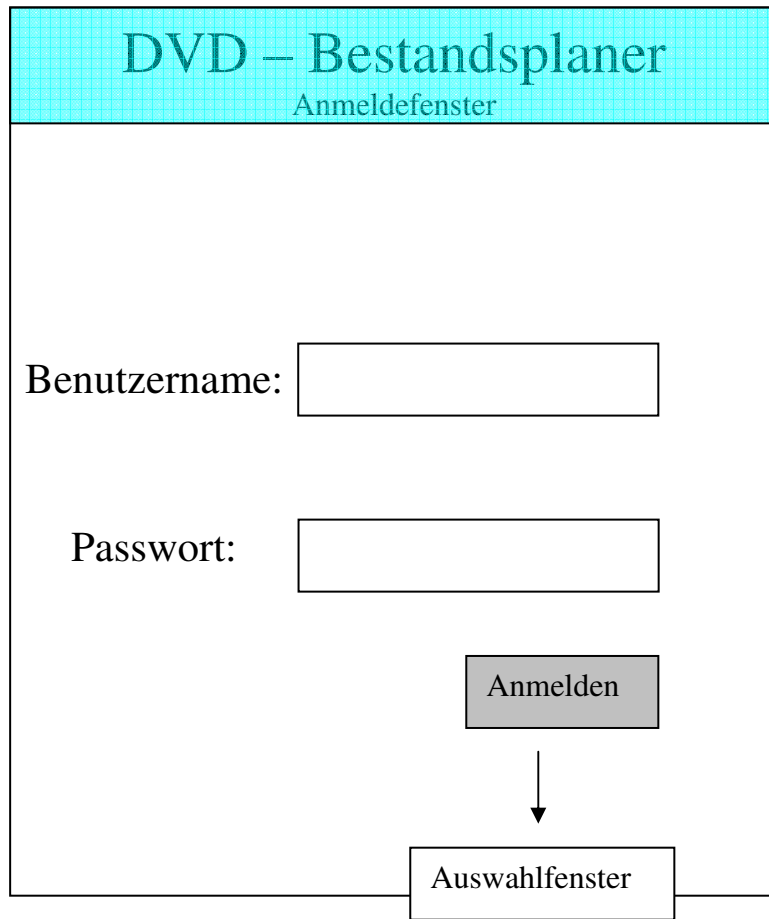 DVD – Bestandsplaner
Anmeldefenster
Benutzername:
Passwort:
Anmelden
Auswahlfenster